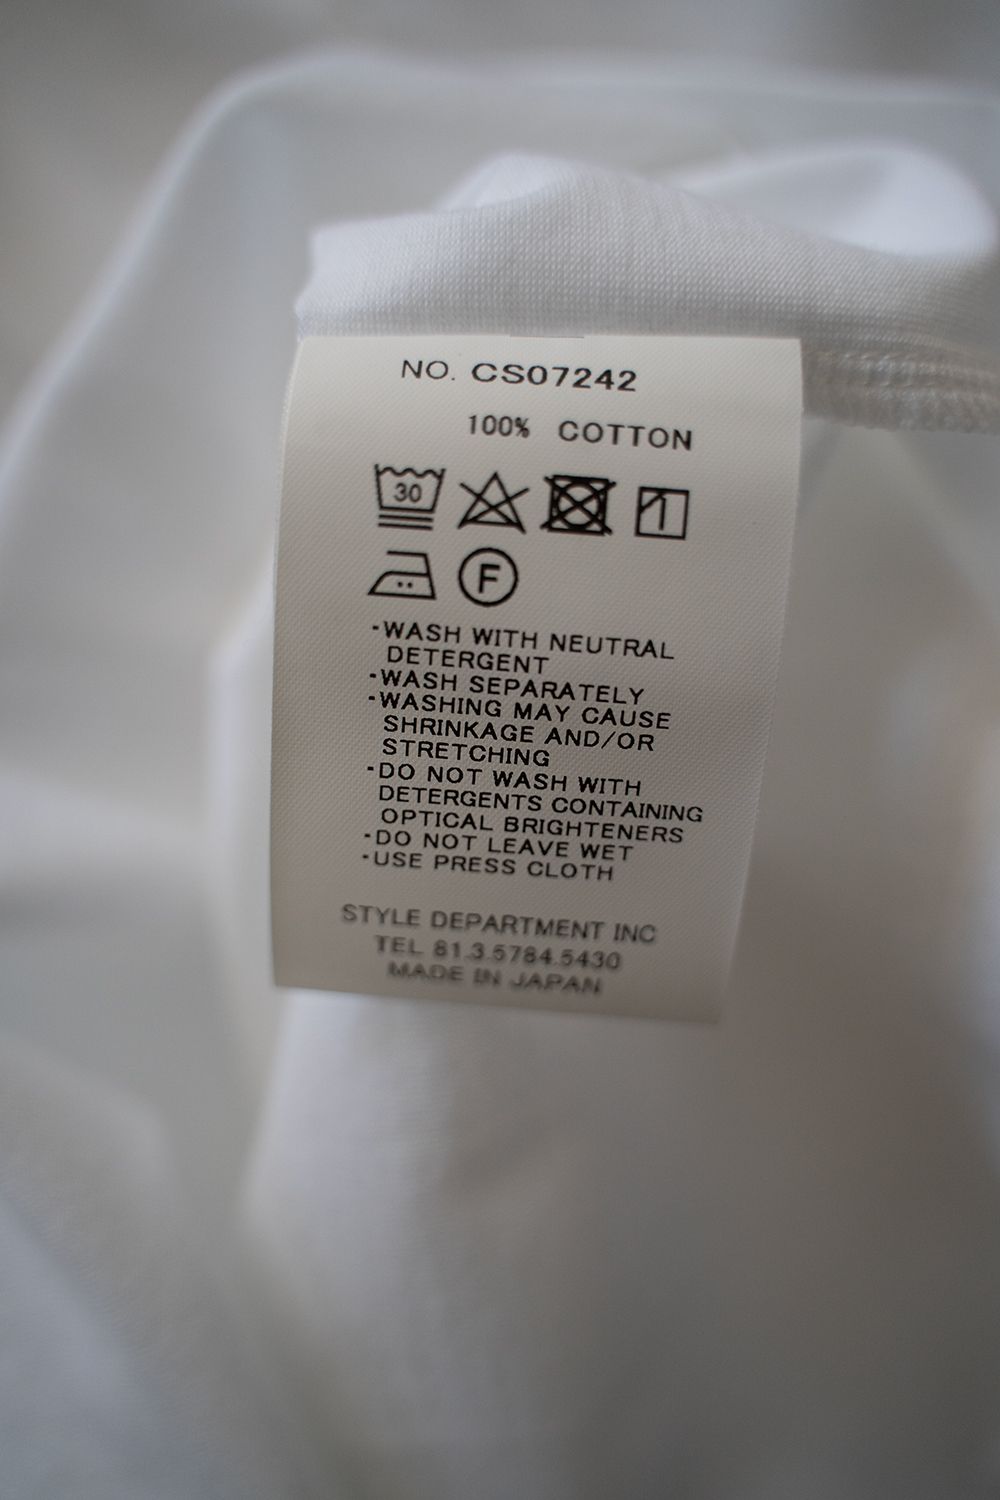 NO. CS07242
100% COTTON
30
F
-WASH WITH NEUTRAL
DETERGENT
-WASH SEPARATELY
-WASHING MAY CAUSE
SHRINKAGE AND/OR
STRETCHING
-DO NOT WASH WITH
DETERGENTS CONTAINING
OPTICAL BRIGHTENERS
-DO NOT LEAVE WET
-USE PRESS CLOTH
STYLE DEPARTMENT INC
TEL 81.3.5784.5430
MADE IN JAPAN